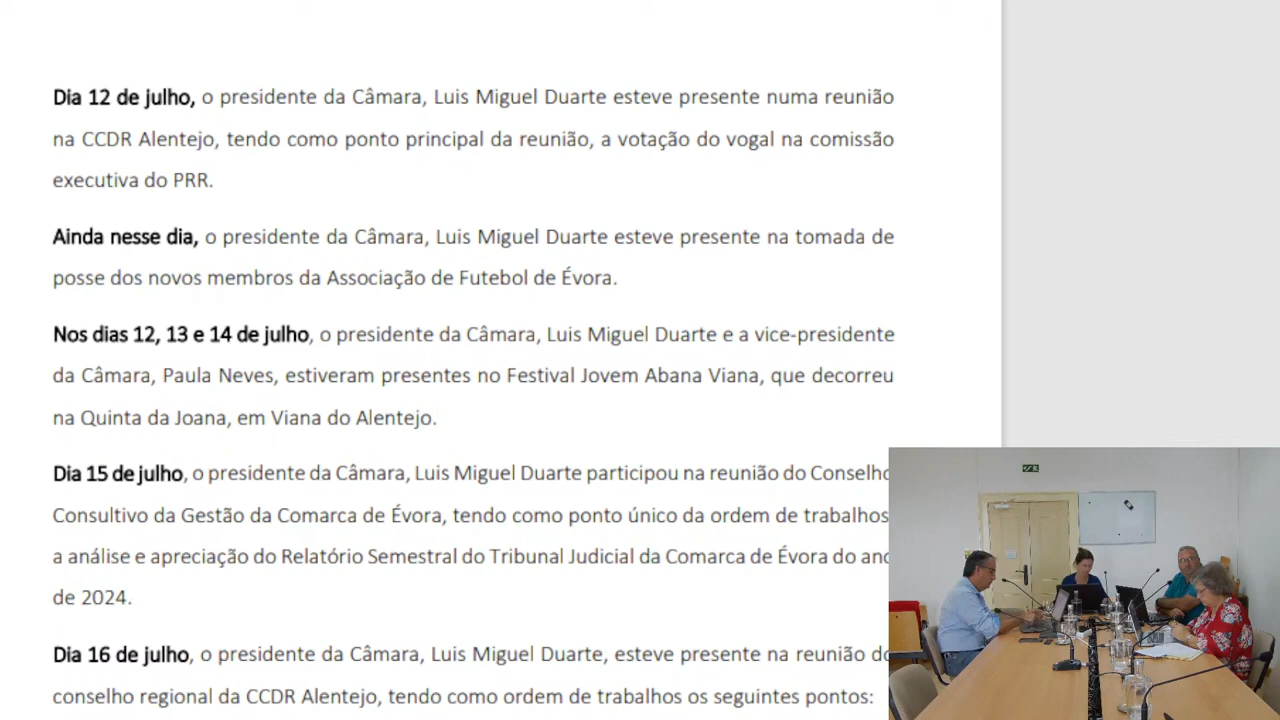 Dia 12 de julho, o presidente da Câmara, Luis Miguel Duarte esteve presente numa reunião
na CCDR Alentejo, tendo como ponto principal da reunião, a votação do vogal na comissão
executiva do PRR.
Ainda nesse dia, o presidente da Câmara, Luis Miguel Duarte esteve presente na tomada de
posse dos novos membros da Associação de Futebol de Évora.
Nos dias 12, 13 e 14 de julho, o presidente da Câmara, Luis Miguel Duarte e a vice-presidente
da Câmara, Paula Neves, estiveram presentes no Festival Jovem Abana Viana, que decorreu
na Quinta da Joana, em Viana do Alentejo.
Dia 15 de julho, o presidente da Câmara, Luis Miguel Duarte participou na reunião do Conselho
Consultivo da Gestão da Comarca de Évora, tendo como ponto único da ordem de trabalhos
a análise e apreciação do Relatório Semestral do Tribunal Judicial da Comarca de Évora do ano
de 2024.
Dia 16 de julho, o presidente da Câmara, Luis Miguel Duarte, esteve presente na reunião do
conselho regional da CCDR Alentejo, tendo como ordem de trabalhos os seguintes pontos: